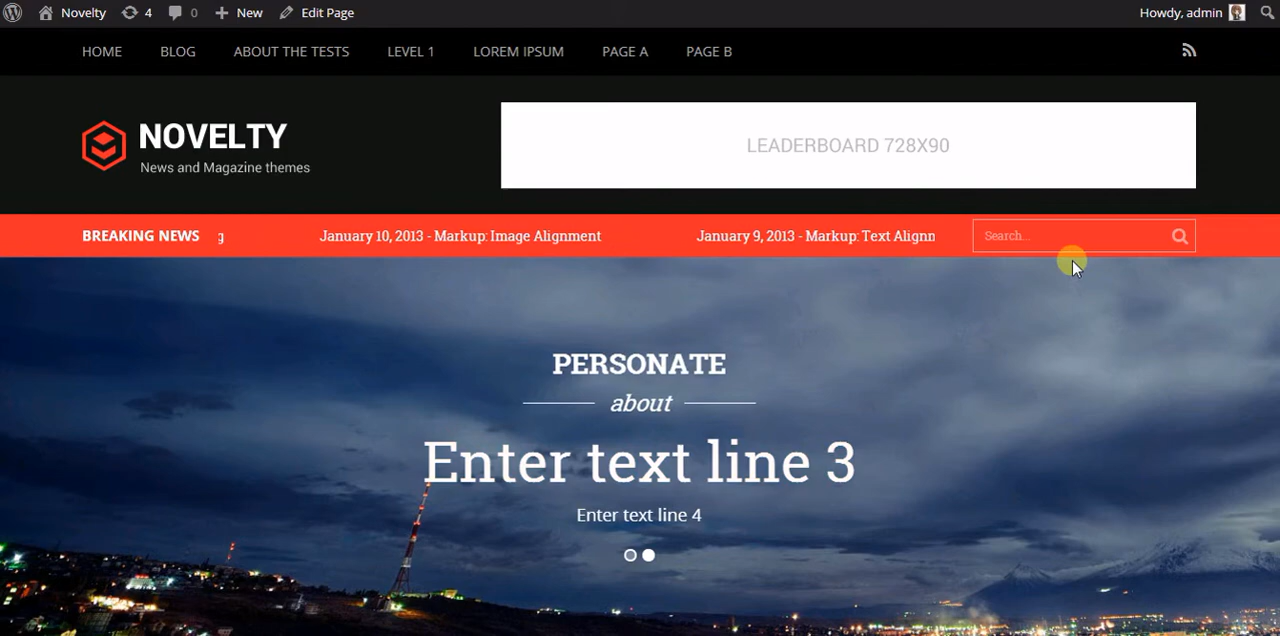 Novelty 4 0 New Edit Page Howdy, admin
HOME BLOG ABOUT THE TESTS LEVEL 1 LOREM IPSUM PAGE A PAGE B
NOVELTY
News and Magazine themes
LEADERBOARD 728X90
BREAKING NEWS g January 10, 2013 - Markup: Image Alignment January 9, 2013 - Markup: Text Alignn Search...
PERSONATE
about
Enter text line 3
Enter text line 4